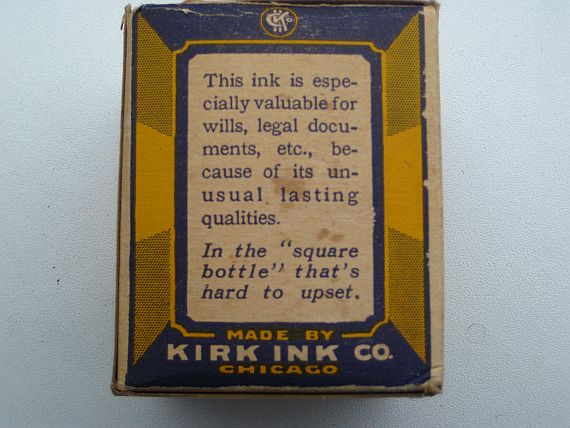 This ink is espe-
cially valuable for
wills, legal docu-
ments, etc., be-
cause of its un-
usual lasting
qualities.
In the "square
bottle" that's
hard to upset.
MADE BY
KIRK INK CO.
CHICAGO